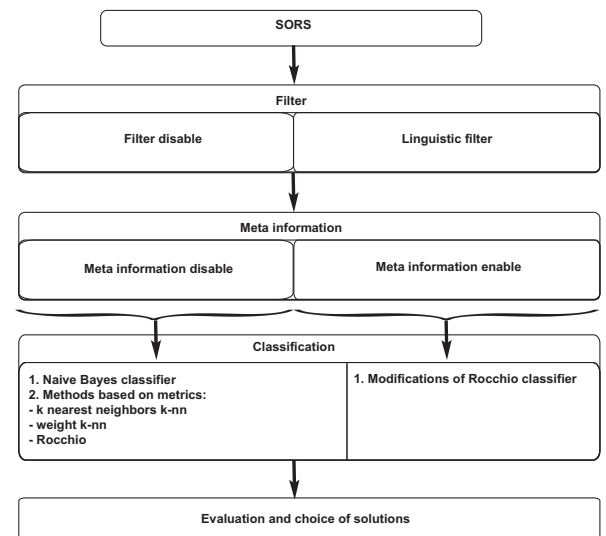 SORS
Filter
Filter disable
Linguistic filter
Meta information
Meta information disable
Meta information enable
Classification
1. Naive Bayes classifier
2. Methods based on metrics:
- k nearest neighbors k-nn
- weight k-nn
- Rocchio
1. Modifications of Rocchio classifier
Evaluation and choice of solutions